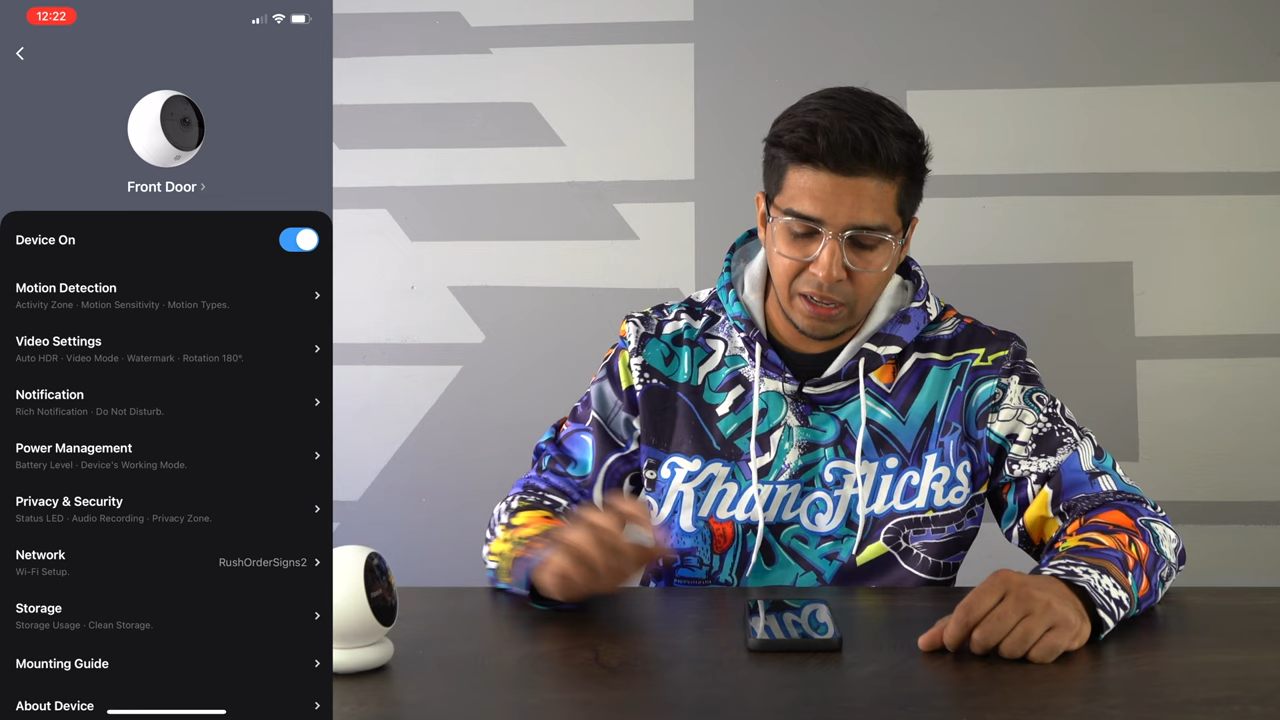 12:22
Front Door
Device On
Motion Detection
Activity Zone · Motion Sensitivity · Motion Types.
Video Settings
Auto HDR · Video Mode · Watermark · Rotation 180°.
Notification
Rich Notification · Do Not Disturb.
Power Management
Battery Level · Device's Working Mode.
Privacy & Security
Status LED · Audio Recording · Privacy Zone.
Network
RushOrderSigns2
Wi-Fi Setup.
Storage
Storage Usage · Clean Storage.
Mounting Guide
About Device
KhanFlicks